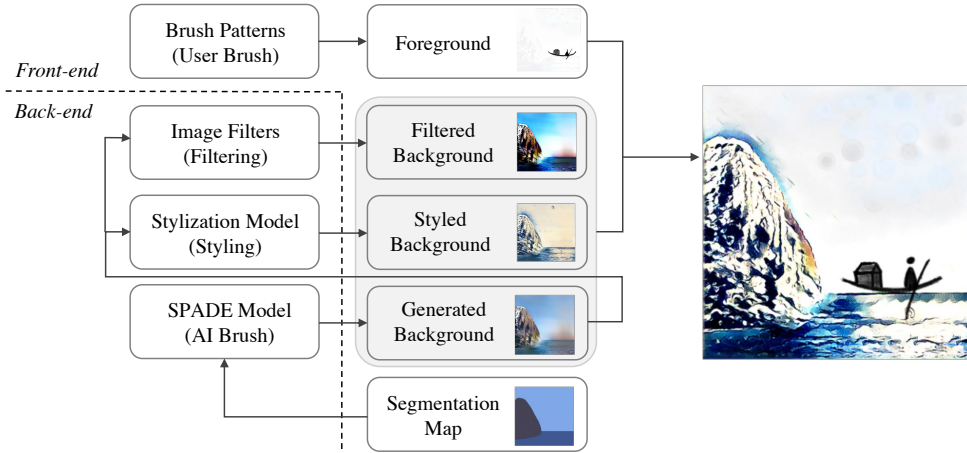 Brush Patterns
(User Brush)
Foreground
Front-end
Back-end
Image Filters
(Filtering)
Filtered
Background
Stylization Model
(Styling)
Styled
Background
SPADE Model
(AI Brush)
Generated
Background
Segmentation
Map